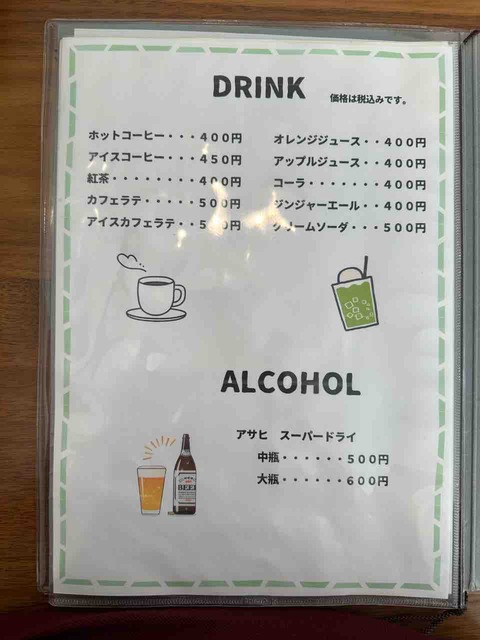 DRINK
価格は税込みです。
ホットコーヒー・・・４００円
アイスコーヒー・・・４５０円
紅茶・・・・・・・・４００円
カフェラテ・・・・・５００円
アイスカフェラテ・・５００円
オレンジジュース・・４００円
アップルジュース・・４００円
コーラ・・・・・・・４００円
ジンジャーエール・・４００円
クリームソーダ・・・５００円
ALCOHOL
アサヒ　スーパードライ
中瓶・・・・・・５００円
大瓶・・・・・・６００円
BEER